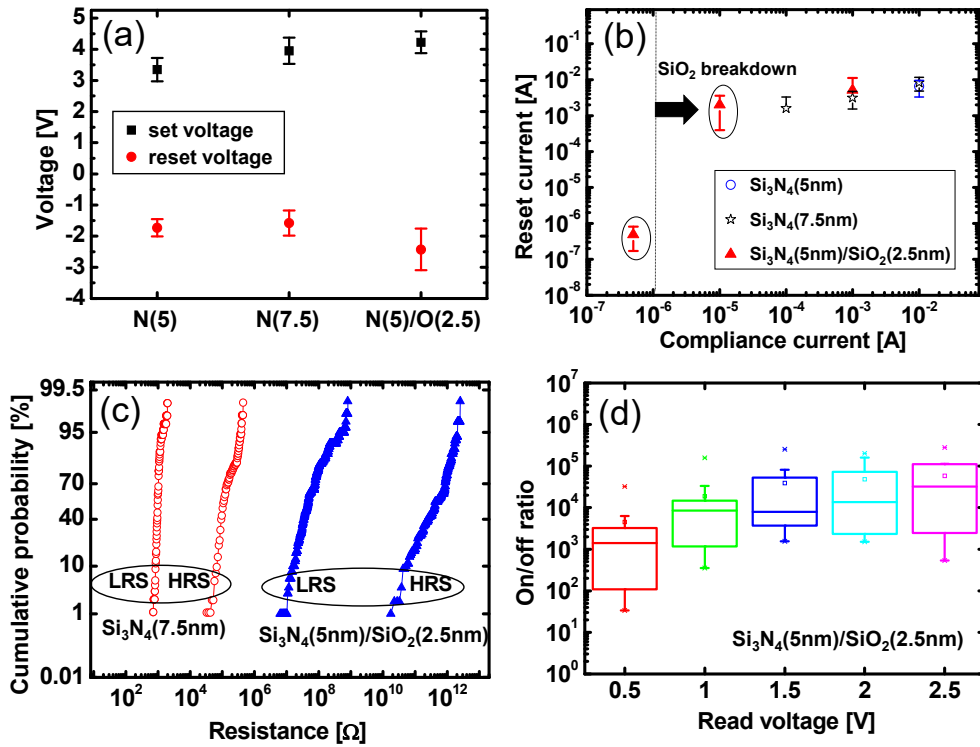 (a)
5
4
3
2
1
0
-1
-2
-3
-4
Voltage [V]
set voltage
reset voltage
N(5) N(7.5) N(5)/O(2.5)
(b)
10⁻¹
10⁻²
10⁻³
10⁻⁴
10⁻⁵
10⁻⁶
10⁻⁷
10⁻⁸
Reset current [A]
SiO₂ breakdown
Si₃N₄(5nm)
Si₃N₄(7.5nm)
Si₃N₄(5nm)/SiO₂(2.5nm)
10⁻⁷ 10⁻⁶ 10⁻⁵ 10⁻⁴ 10⁻³ 10⁻²
Compliance current [A]
(c)
99.5
95
70
40
10
1
0.01
Cumulative probability [%]
LRS HRS
Si₃N₄(7.5nm)
LRS HRS
Si₃N₄(5nm)/SiO₂(2.5nm)
10² 10⁴ 10⁶ 10⁸ 10¹⁰ 10¹²
Resistance [Ω]
(d)
10⁷
10⁶
10⁵
10⁴
10³
10²
10¹
10⁰
On/off ratio
Si₃N₄(5nm)/SiO₂(2.5nm)
0.5 1 1.5 2 2.5
Read voltage [V]